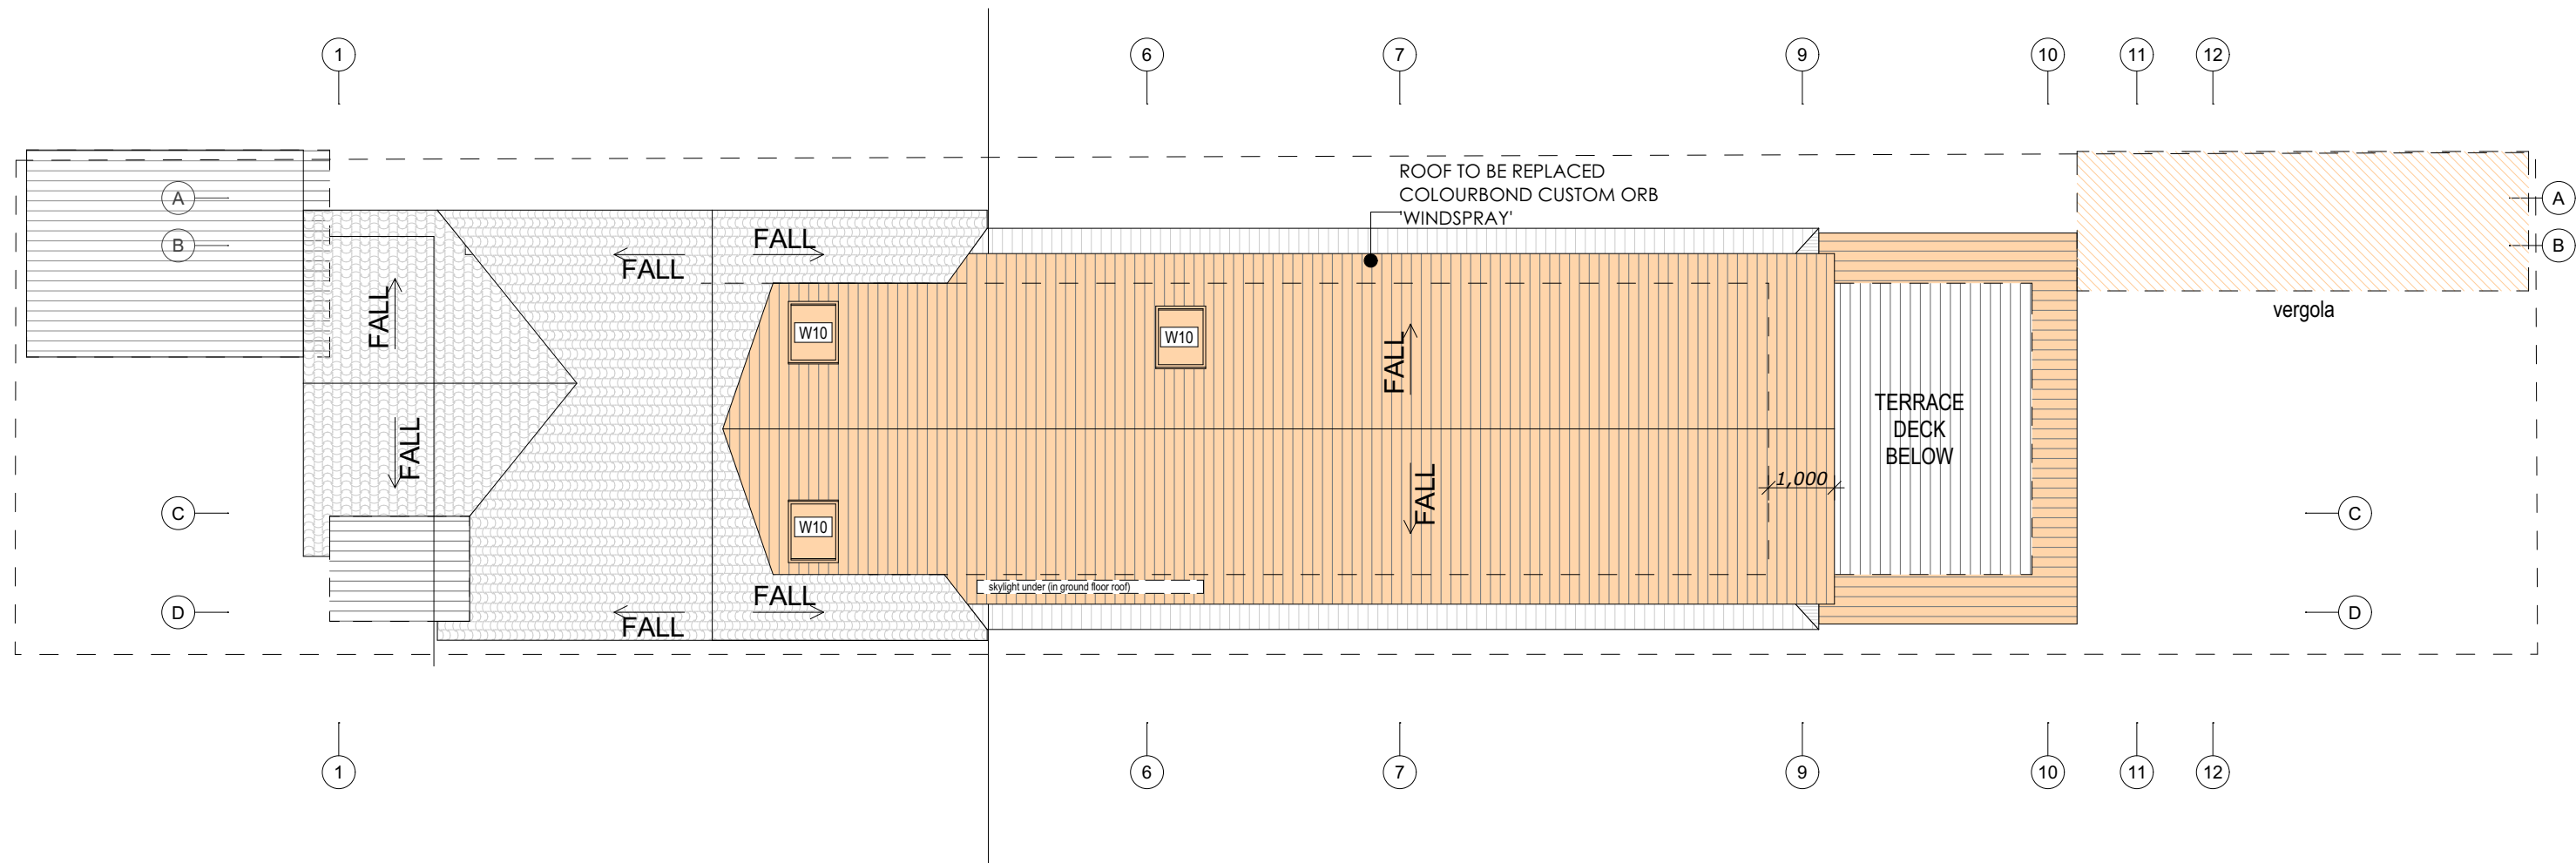 1
6
7
9
10
11
12
ROOF TO BE REPLACED
COLOURBOND CUSTOM ORB
'WINDSPRAY'
A
A
B
B
FALL
FALL
FALL
vergola
W10
W10
FALL
TERRACE
DECK
BELOW
FALL
FALL
1,000
C
W10
C
skylight under (in ground floor roof)
FALL
D
D
FALL
1
6
7
9
10
11
12